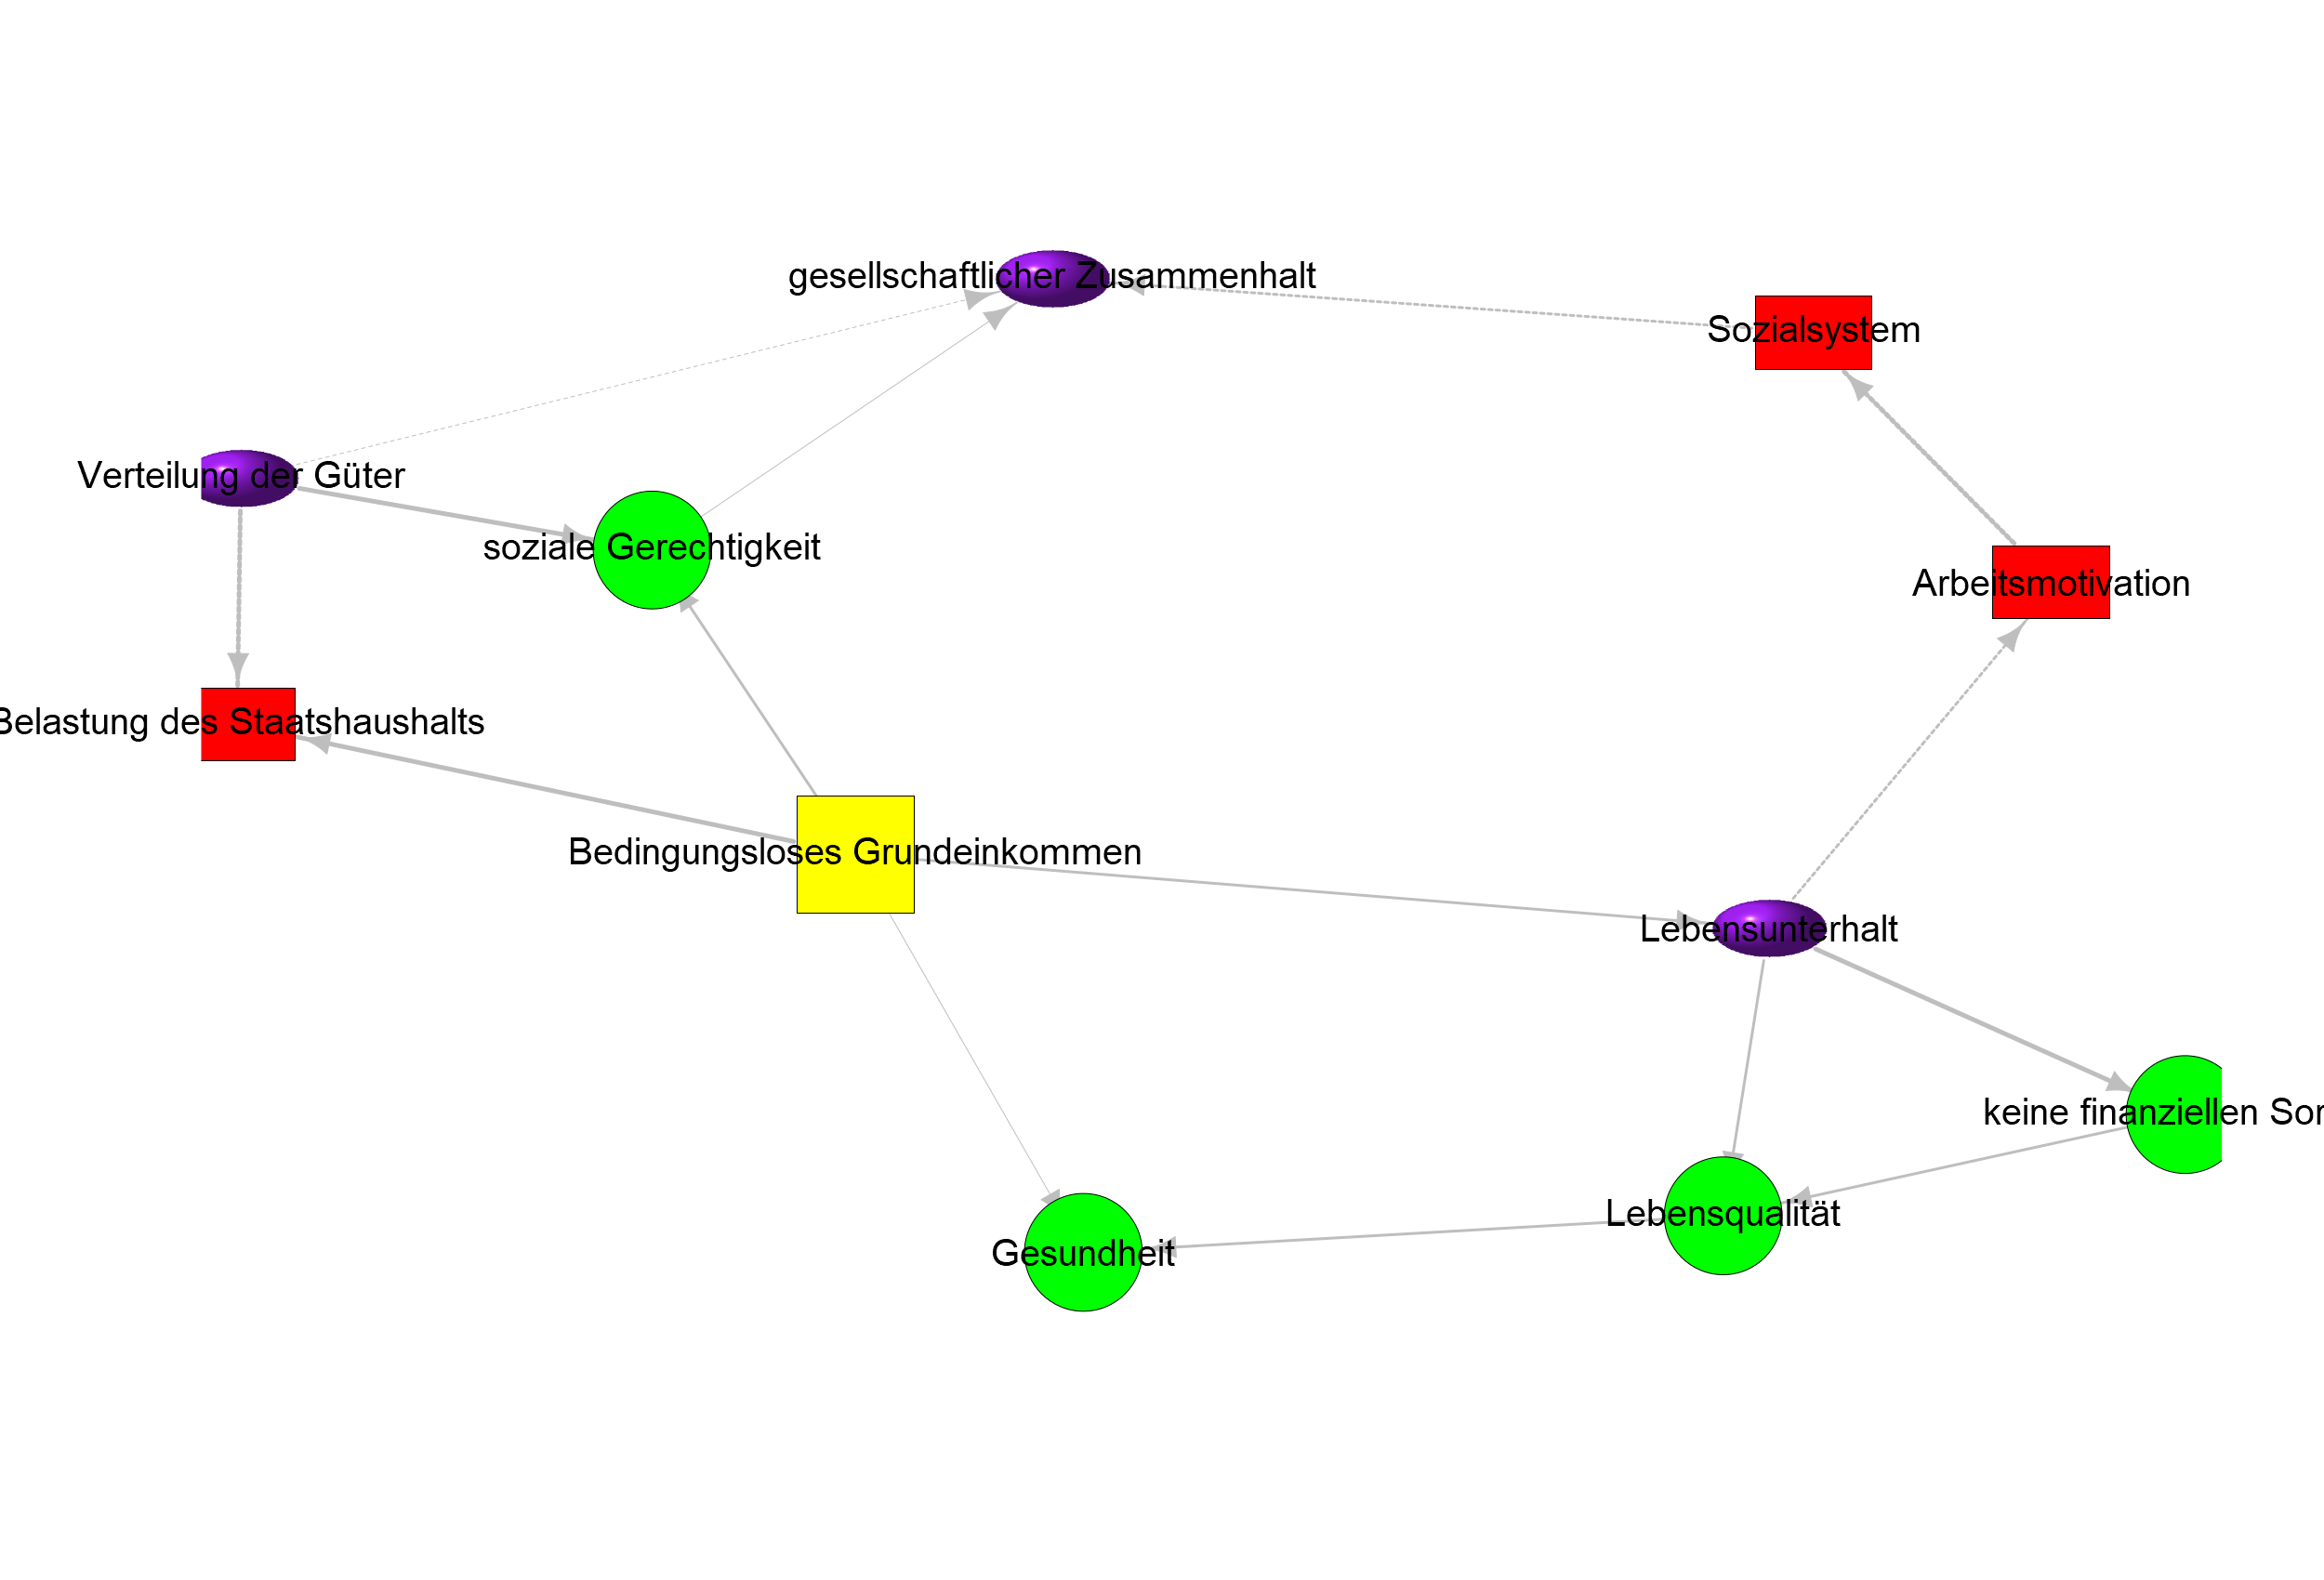 gesellschaftlicher Zusammenhalt
Sozialsystem
Verteilung der Güter
soziale Gerechtigkeit
Arbeitsmotivation
Belastung des Staatshaushalts
Bedingungsloses Grundeinkommen
Lebensunterhalt
keine finanziellen
Lebensqualität
Gesundheit